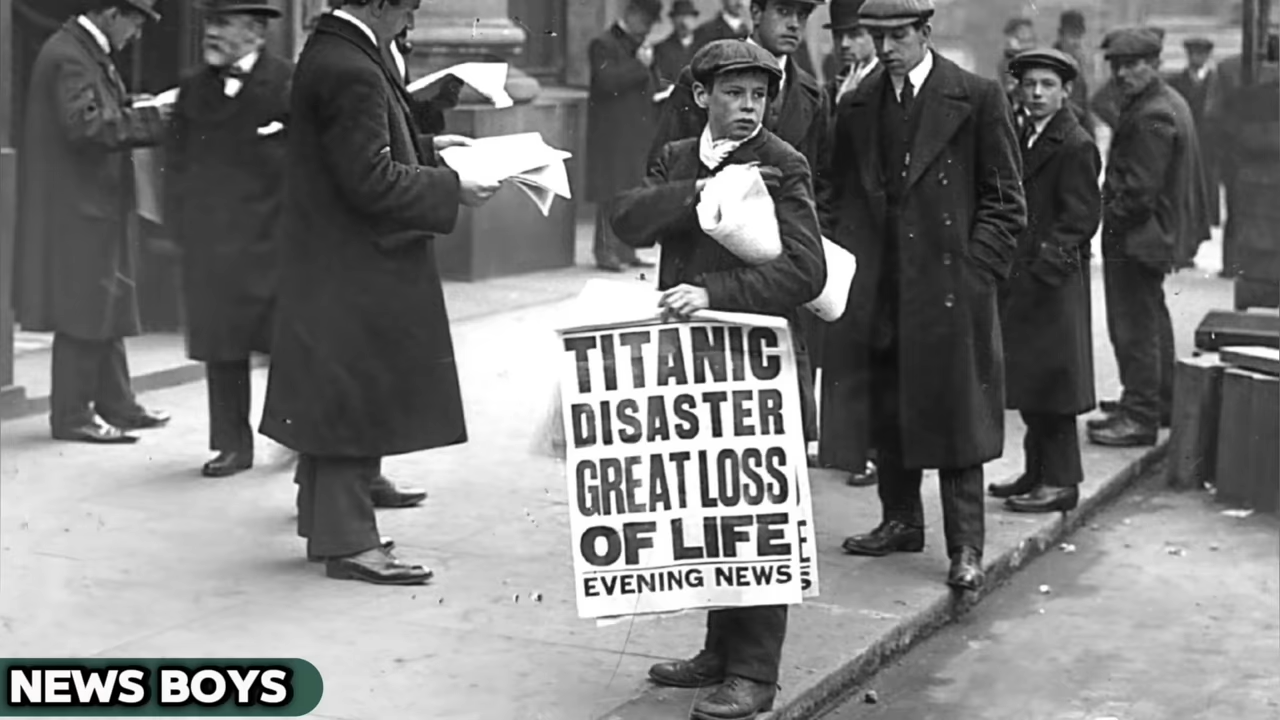 TITANIC
DISASTER
GREAT LOSS
OF LIFE
EVENING NEWS
E
S
NEWS BOYS